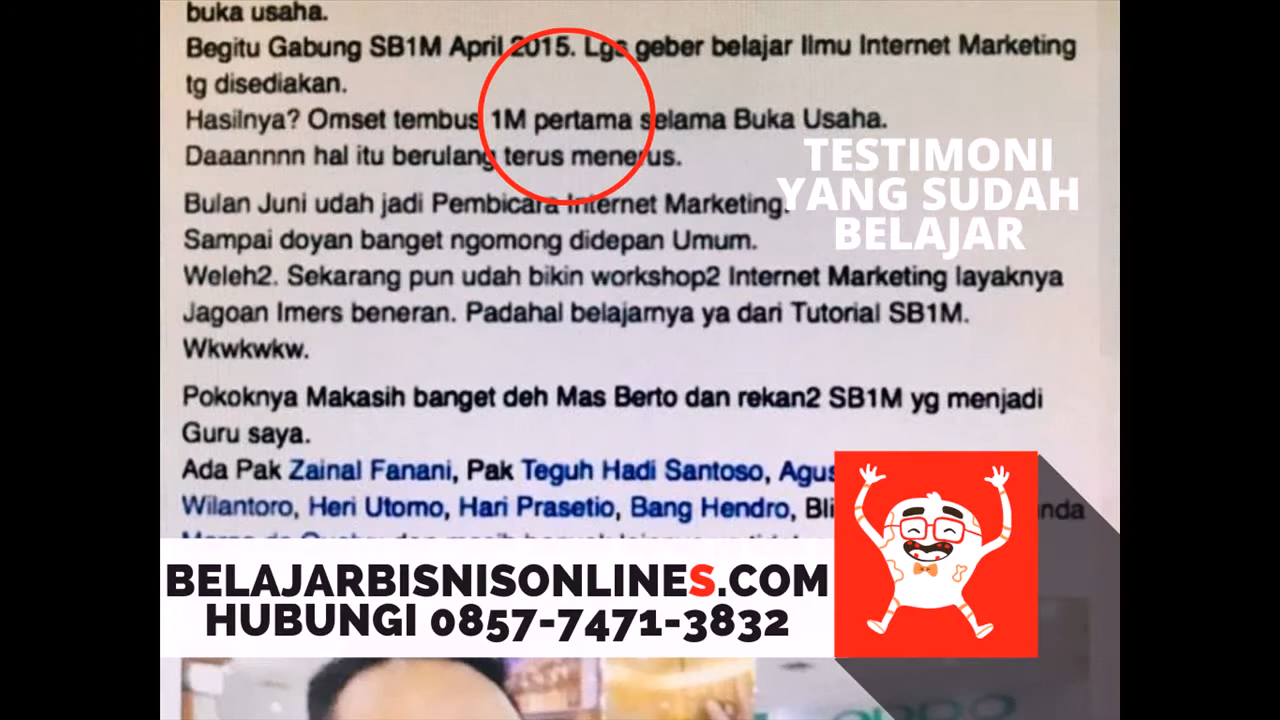 buka usaha.
Begitu Gabung SB1M April 2015. Lgs geber belajar Ilmu Internet Marketing
tg disediakan.
Hasilnya? Omset tembus 1M pertama selama Buka Usaha.
Daaannnn hal itu berulang terus menerus.
Bulan Juni udah jadi Pembicara Internet Marketing.
Sampai doyan banget ngomong didepan Umum.
Weleh2. Sekarang pun udah bikin workshop2 Internet Marketing layaknya
Jagoan Imers beneran. Padahal belajarnya ya dari Tutorial SB1M.
Wkwkwkw.
Pokoknya Makasih banget deh Mas Berto dan rekan2 SB1M yg menjadi
Guru saya.
Ada Pak Zainal Fanani, Pak Teguh Hadi Santoso,
Wilantoro, Heri Utomo, Hari Prasetio, Bang Hendro,
TESTIMONI
YANG SUDAH
BELAJAR
BELAJARBISNISONLINES.COM
HUBUNGI 0857-7471-3832